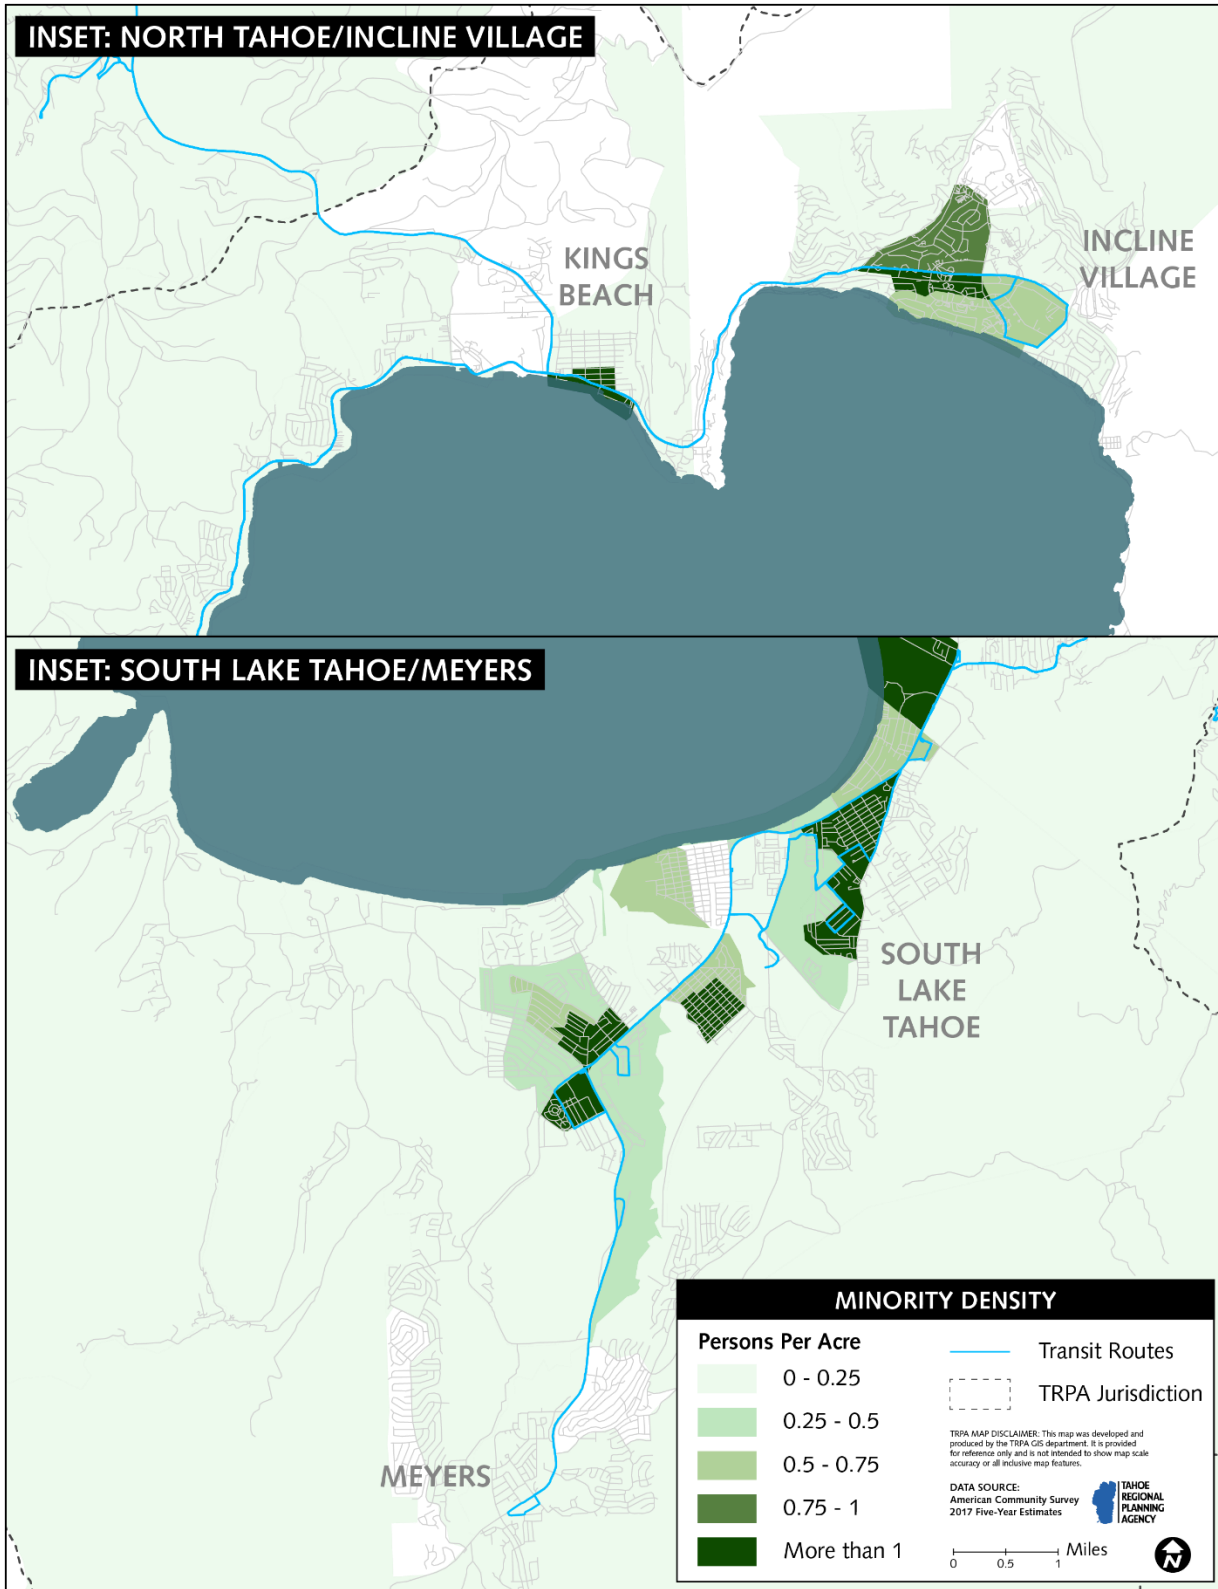 INSET: NORTH TAHOE/INCLINE VILLAGE
KINGS
BEACH
INCLINE
VILLAGE
INSET: SOUTH LAKE TAHOE/MEYERS
SOUTH
LAKE
TAHOE
MEYERS
MINORITY DENSITY
Persons Per Acre
0 - 0.25
0.25 - 0.5
0.5 - 0.75
0.75 - 1
More than 1
Transit Routes
TRPA Jurisdiction
TRPA MAP DISCLAIMER: This map was developed and
produced by the TRPA GIS department. It is provided
for reference only and is not intended to show map scale
accuracy or all inclusive map features.
DATA SOURCE:
American Community Survey
2017 Five-Year Estimates
TAHOE
REGIONAL
PLANNING
AGENCY
0 0.5 1 Miles
N